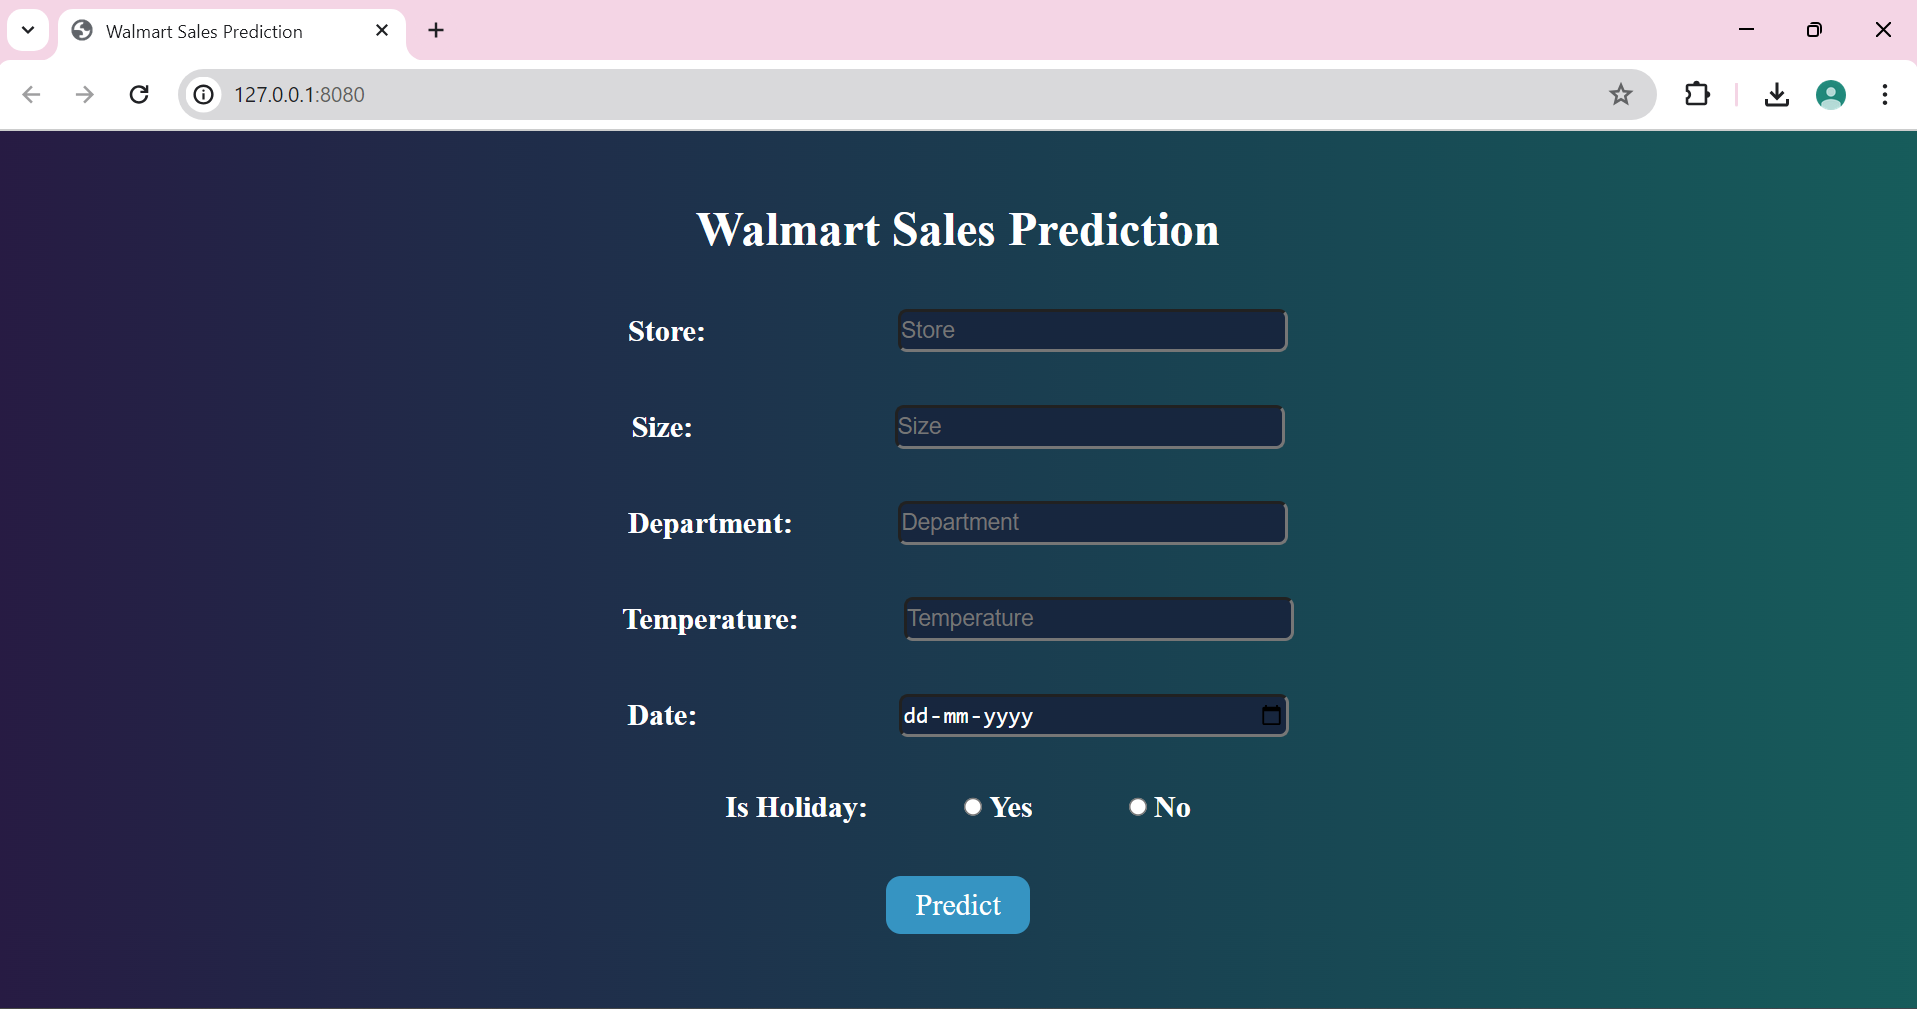 Walmart Sales Prediction
127.0.0.1:8080
Walmart Sales Prediction
Store: Store
Size: Size
Department: Department
Temperature: Temperature
Date: dd-mm-yyyy
Is Holiday: Yes No
Predict